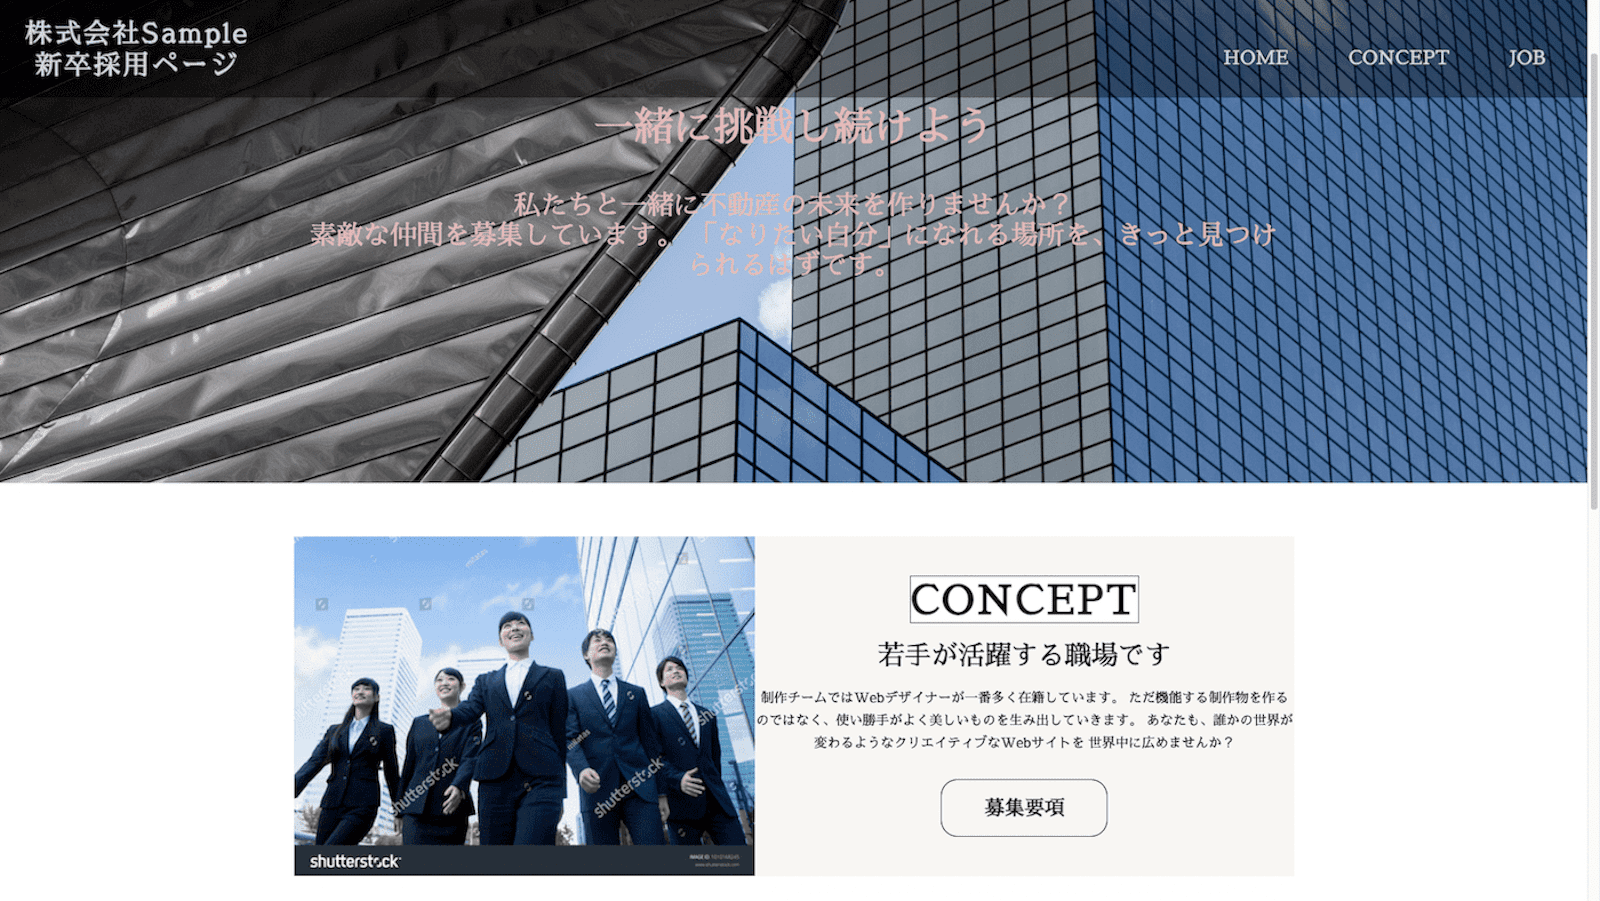 株式会社Sample
新卒採用ページ
HOME CONCEPT JOB
一緒に挑戦し続けよう
私たちと一緒に不動産の未来を作りませんか？
素敵な仲間を募集しています。 「なりたい自分」になれる場所を、きっと見つけ
られるはずです。
CONCEPT
若手が活躍する職場です
制作チームではWebデザイナーが一番多く在籍しています。 ただ機能する制作物を作る
のではなく、使い勝手がよく美しいものを生み出していきます。 あなたも、誰かの世界が
変わるようなクリエイティブなWebサイトを 世界中に広めませんか？
募集要項
shutterstock
shutterstock
shutterstock
www.shutterstock.com